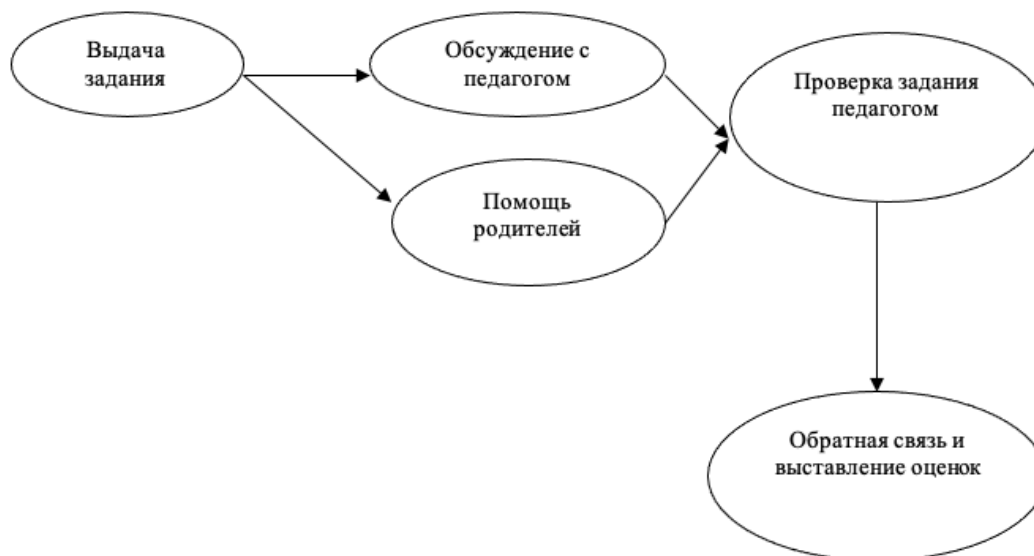 Выдача
задания
Обсуждение с
педагогом
Помощь
родителей
Проверка задания
педагогом
Обратная связь и
выставление оценок